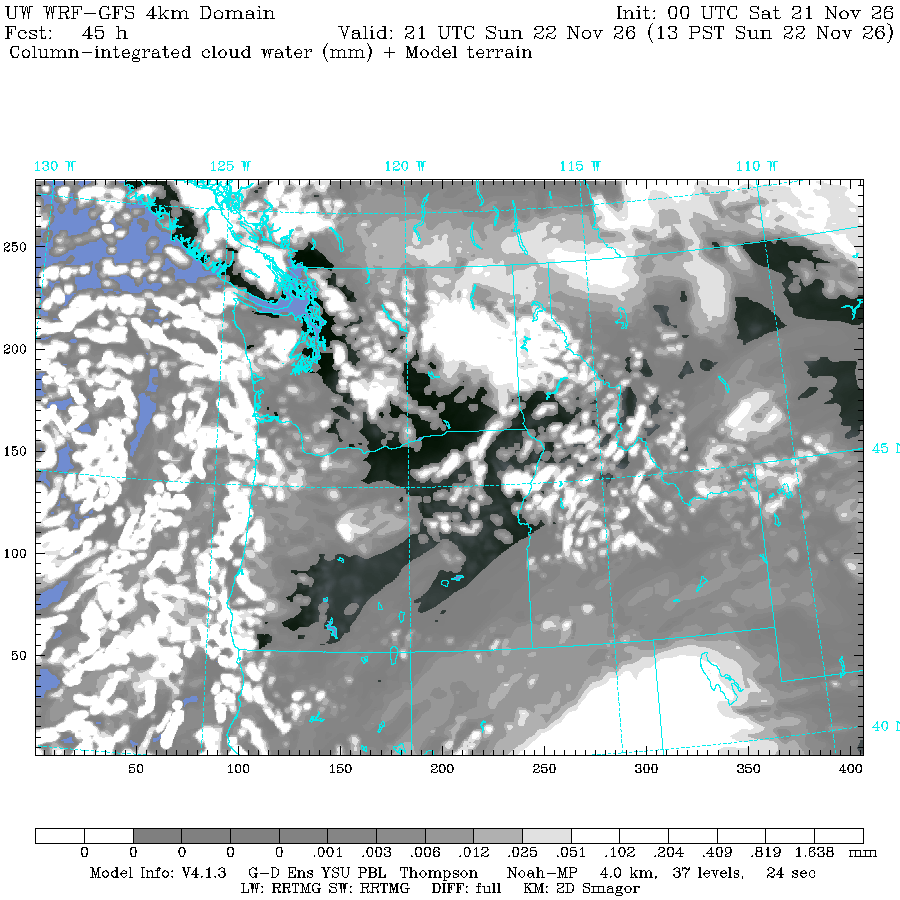 UW WRF-GFS 4km Domain Init: 00 UTC Sat 21 Nov 26
Fcst: 45 h Valid: 21 UTC Sun 22 Nov 26 (13 PST Sun 22 Nov 26)
Column-integrated cloud water (mm) + Model terrain
130 W 125 W 120 W 115 W 110 W
250
200
45 N
150
100
50
40 N
50 100 150 200 250 300 350 400
0 0 0 0 0 .001 .003 .006 .012 .025 .051 .102 .204 .409 .819 1.638 mm
Model Info: V4.1.3 G-D Ens YSU PBL Thompson Noah-MP 4.0 km, 37 levels, 24 sec
LW: RRTMG SW: RRTMG DIFF: full KM: 2D Smagor